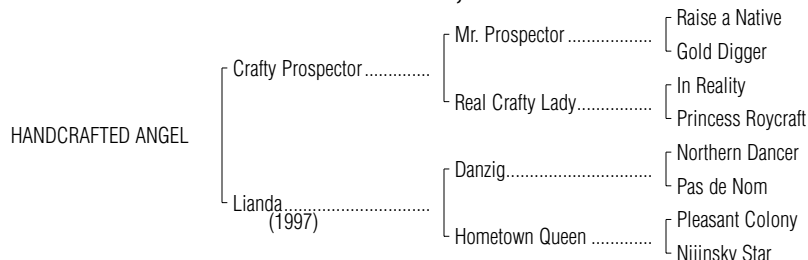 Raise a Native
Mr. Prospector ...................
Gold Digger
Crafty Prospector ..............
In Reality
Real Crafty Lady.................
Princess Roycraft
HANDCRAFTED ANGEL
Northern Dancer
Danzig.................................
Pas de Nom
Lianda.................................
(1997)
Pleasant Colony
Hometown Queen ..............
Nijinsky Star